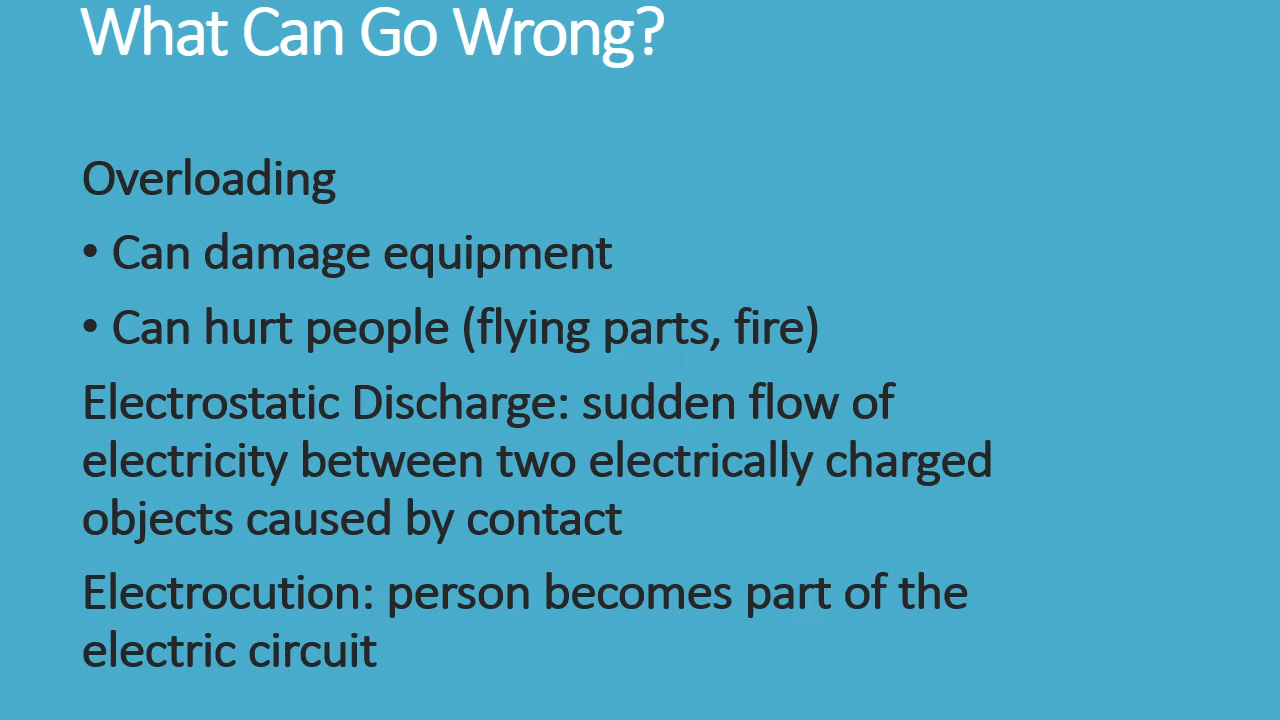 What Can Go Wrong?
Overloading
• Can damage equipment
• Can hurt people (flying parts, fire)
Electrostatic Discharge: sudden flow of
electricity between two electrically charged
objects caused by contact
Electrocution: person becomes part of the
electric circuit